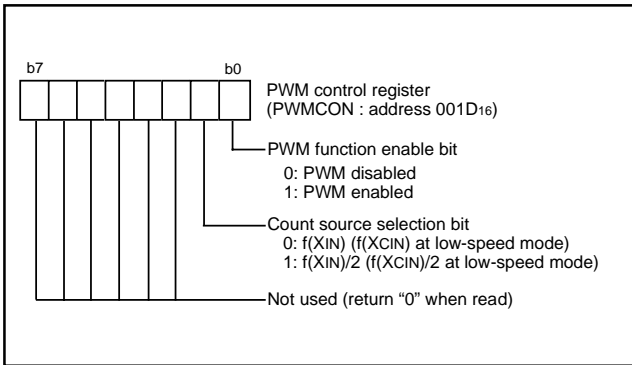 b7 b0
PWM control register
(PWMCON : address 001D16)
PWM function enable bit
0: PWM disabled
1: PWM enabled
Count source selection bit
0: f(XIN) (f(XCIN) at low-speed mode)
1: f(XIN)/2 (f(XCIN)/2 at low-speed mode)
Not used (return “0” when read)